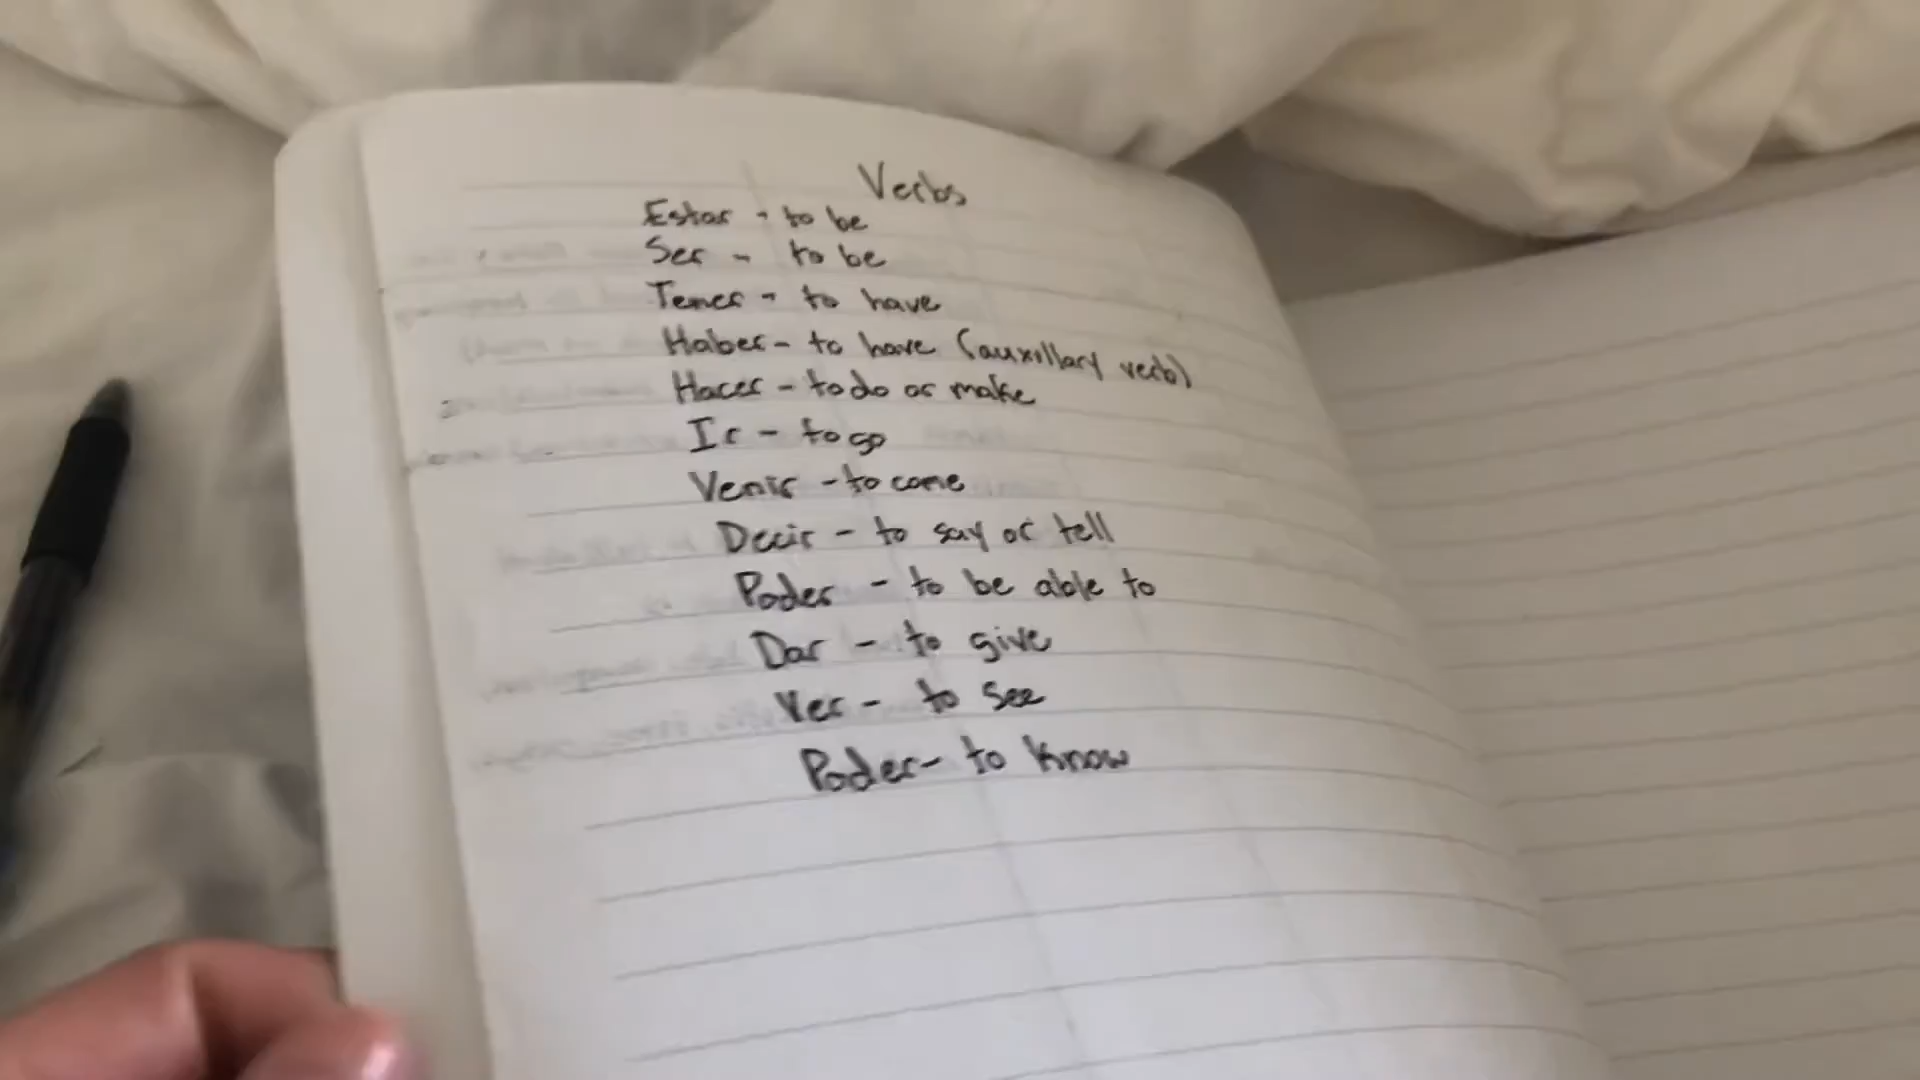 Verbs
Estar - to be
Ser - to be
Tener - to have
Haber - to have (auxillary verb)
Hacer - to do or make
Ir - to go
Venir - to come
Decir - to say or tell
Poder - to be able to
Dar - to give
Ver - to see
Poder - to know